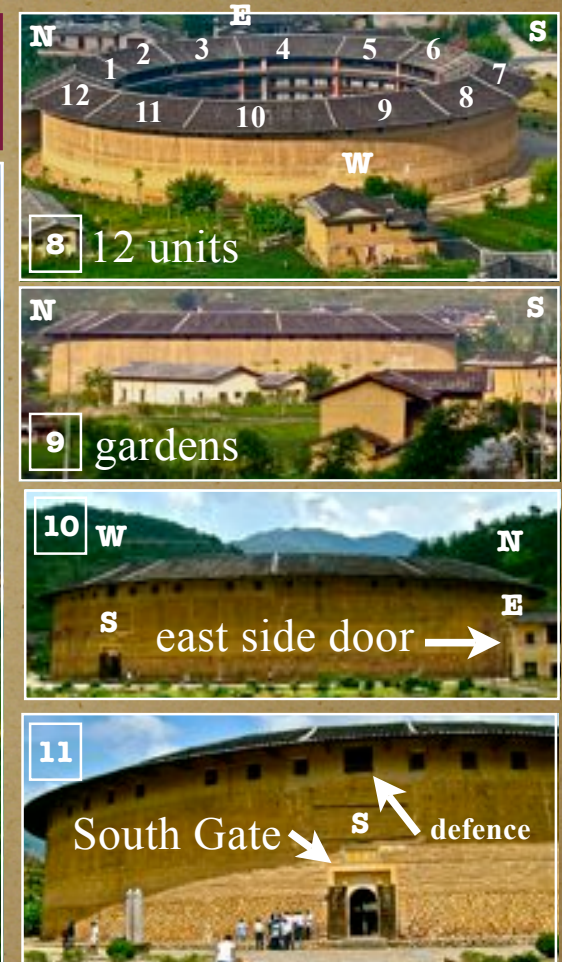 N E S
1 2 3 4 5 6 7
12 11 10 9 8
W
8 12 units
N S
9 gardens
10 W N
S E
east side door
11
S
South Gate defence